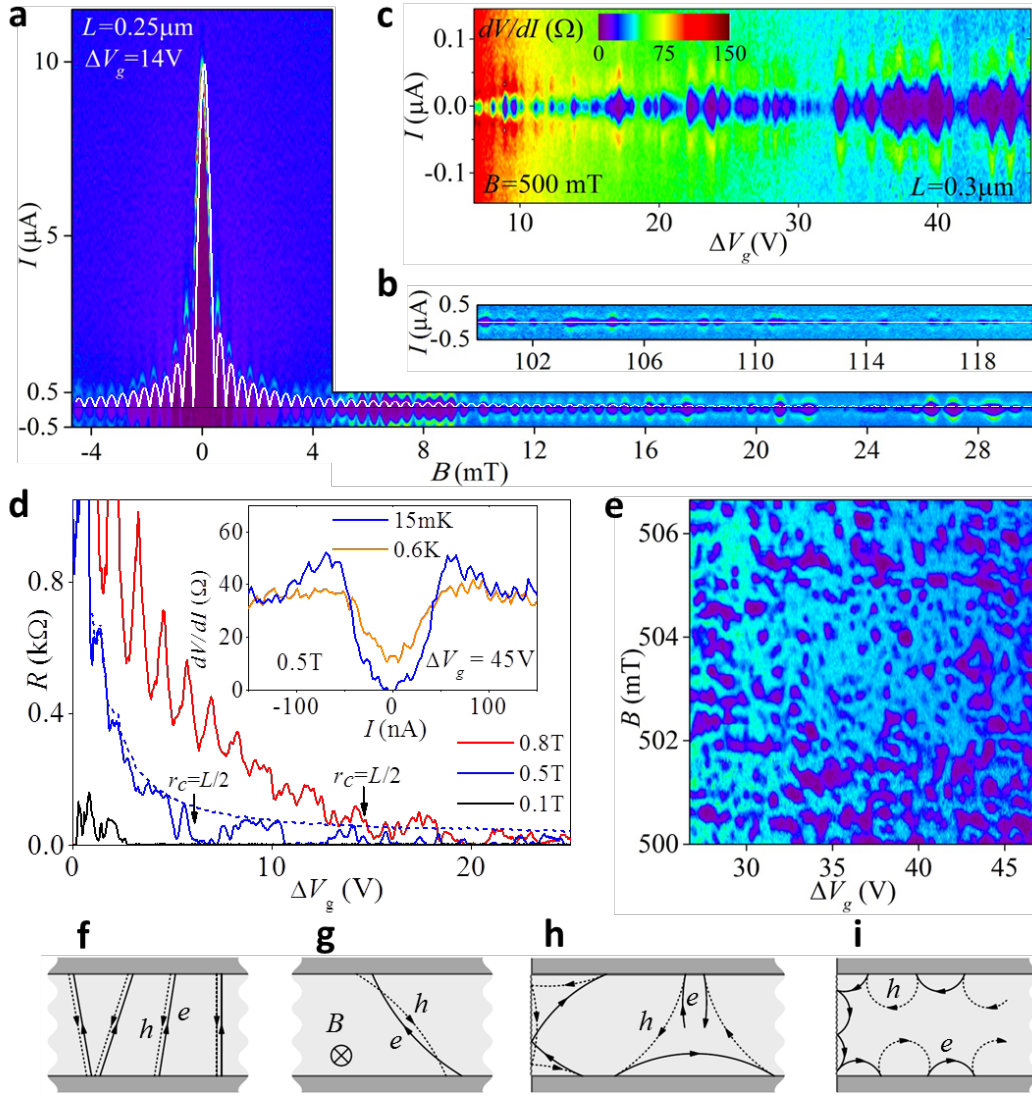 a
L=0.25μm
ΔVg=14V
10
5
0.5
-0.5
I (μA)
-4
0
4
8
12
16
20
24
28
B (mT)
c
dV/dI (Ω)
0
75
150
0.1
0.0
-0.1
I (μA)
B=500 mT
L=0.3μm
10
20
30
40
ΔVg(V)
b
0.5
-0.5
I (μA)
102
106
110
114
118
d
0.8
0.4
0.0
R (kΩ)
60
40
20
0
dV/dI (Ω)
15mK
0.6K
0.5T
ΔVg = 45V
-100
0
100
I (nA)
rC=L/2
rC=L/2
0.8T
0.5T
0.1T
0
10
20
ΔVg (V)
e
506
504
502
500
B (mT)
30
35
40
45
ΔVg (V)
f
h
e
g
B
h
e
h
h
e
i
h
e